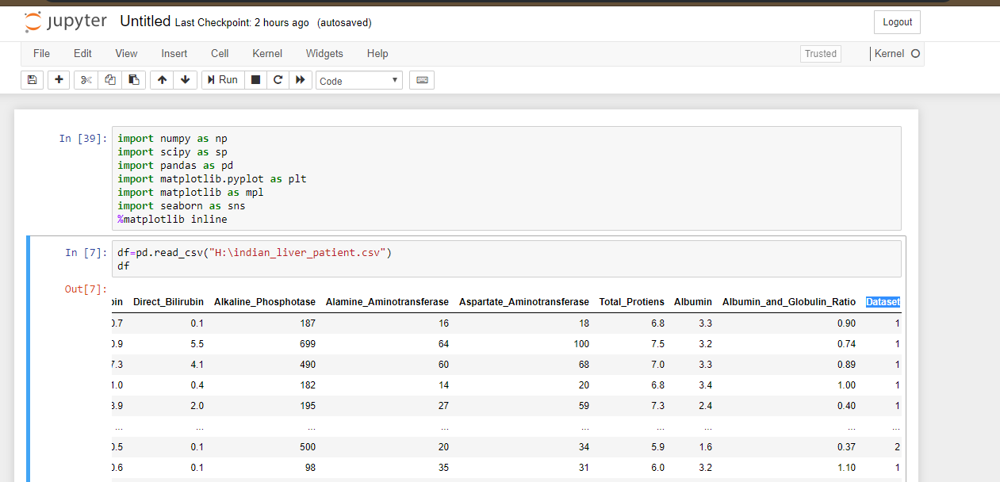 jupyter Untitled Last Checkpoint: 2 hours ago (autosaved) Logout
File Edit View Insert Cell Kernel Widgets Help Trusted Kernel
Run Code
In [39]: import numpy as np
import scipy as sp
import pandas as pd
import matplotlib.pyplot as plt
import matplotlib as mpl
import seaborn as sns
%matplotlib inline
In [7]: df=pd.read_csv("H:\indian_liver_patient.csv")
df
Out[7]:
Direct_Bilirubin Alkaline_Phosphotase Alamine_Aminotransferase Aspartate_Aminotransferase Total_Protiens Albumin Albumin_and_Globulin_Ratio Dataset
0.7 0.1 187 16 18 6.8 3.3 0.90 1
0.9 5.5 699 64 100 7.5 3.2 0.74 1
7.3 4.1 490 60 68 7.0 3.3 0.89 1
1.0 0.4 182 14 20 6.8 3.4 1.00 1
3.9 2.0 195 27 59 7.3 2.4 0.40 1
... ... ... ... ... ... ... ... ...
0.5 0.1 500 20 34 5.9 1.6 0.37 2
0.6 0.1 98 35 31 6.0 3.2 1.10 1